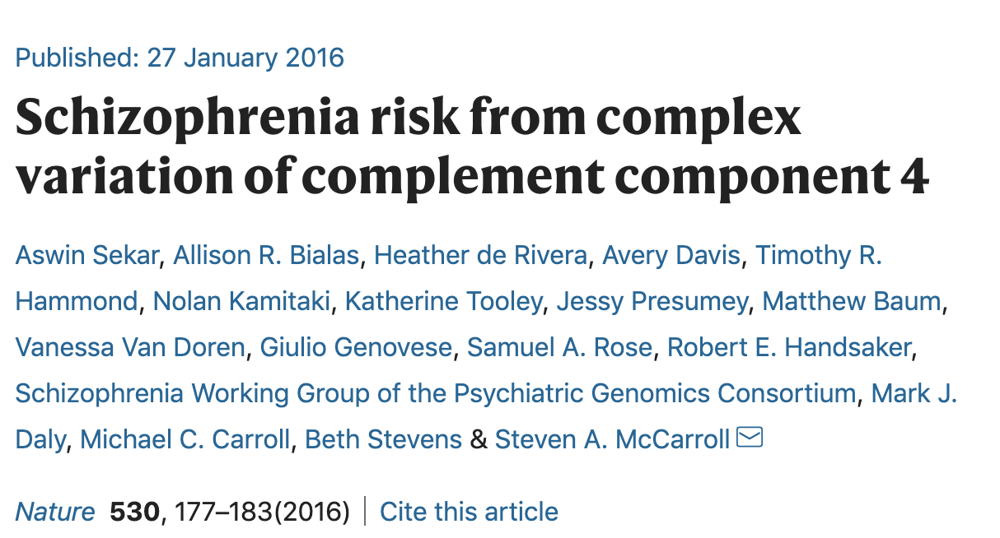 Published: 27 January 2016
Schizophrenia risk from complex
variation of complement component 4
Aswin Sekar, Allison R. Bialas, Heather de Rivera, Avery Davis, Timothy R.
Hammond, Nolan Kamitaki, Katherine Tooley, Jessy Presumey, Matthew Baum,
Vanessa Van Doren, Giulio Genovese, Samuel A. Rose, Robert E. Handsaker,
Schizophrenia Working Group of the Psychiatric Genomics Consortium, Mark J.
Daly, Michael C. Carroll, Beth Stevens & Steven A. McCarroll
Nature 530, 177–183(2016) | Cite this article